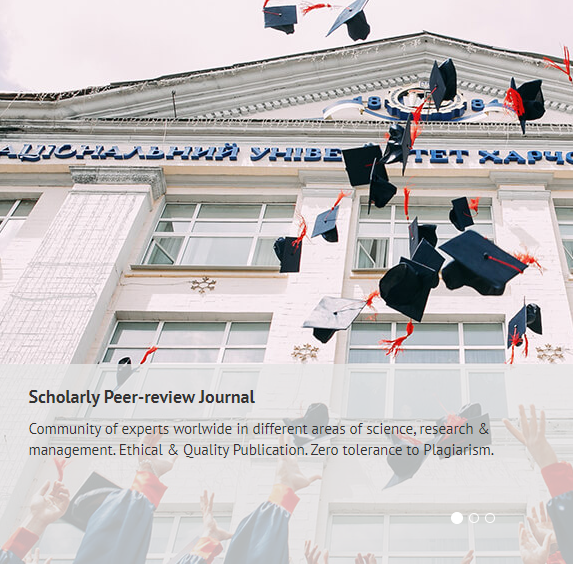 АЦІОНАЛЬНИЙ УНІВЕ ТЕТ ХАРЧО
Scholarly Peer-review Journal
Community of experts worlwide in different areas of science, research &
management. Ethical & Quality Publication. Zero tolerance to Plagiarism.